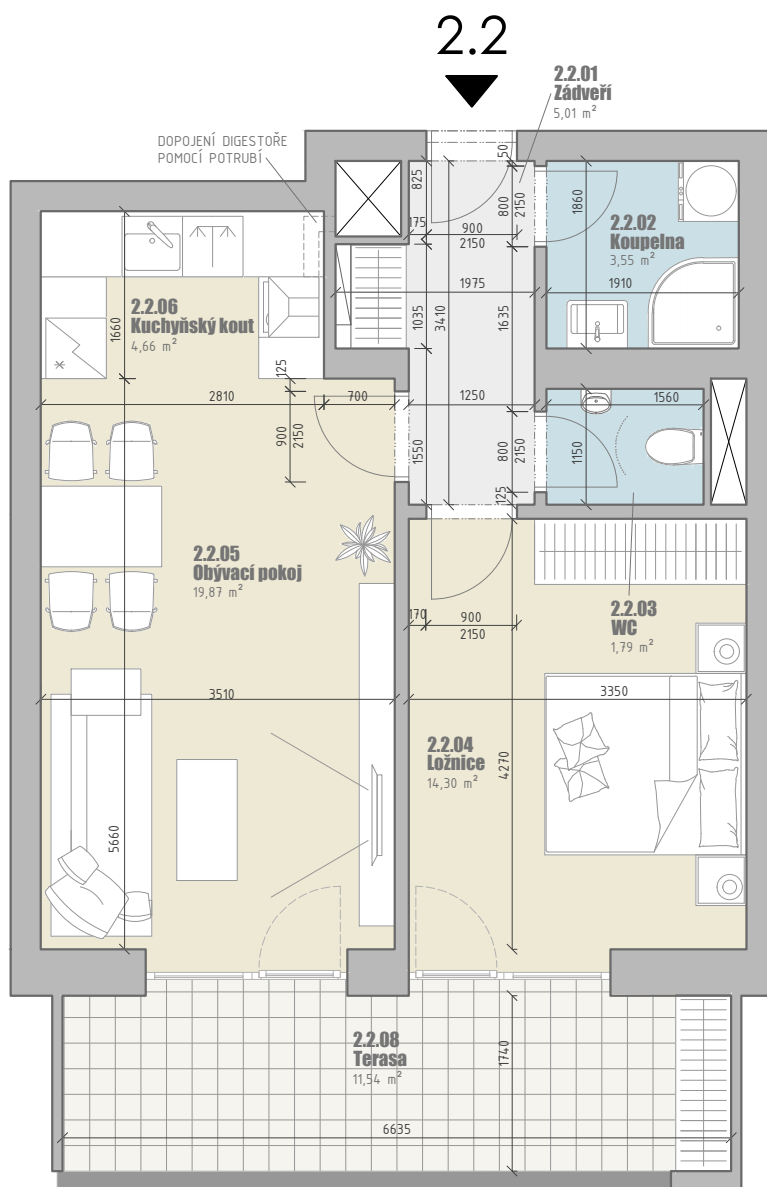 2.2
2.2.01
Zádveří
5,01 m²
DOPOJENÍ DIGESTOŘE
POMOCÍ POTRUBÍ
50
825
800
2150
1860
175
900
2150
2.2.02
Koupelna
3,55 m²
1975
1910
2.2.06
Kuchyňský kout
4,66 m²
1660
1035
3410
1635
125
2810
700
1250
1560
900
2150
1550
800
2150
1150
125
2.2.05
Obývací pokoj
19,87 m²
2.2.03
WC
1,79 m²
170
900
2150
3510
3350
2.2.04
Ložnice
14,30 m²
4270
5660
2.2.08
Terasa
11,54 m²
1740
6635